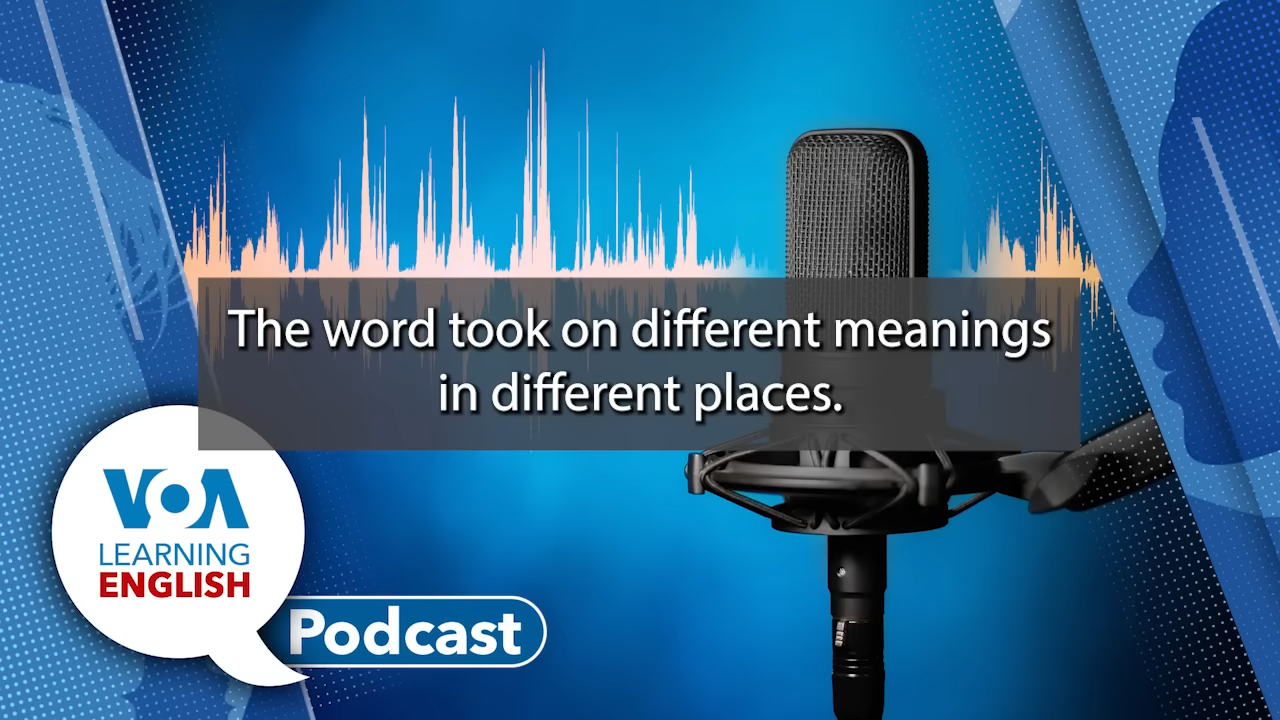 The word took on different meanings
in different places.
VOA
LEARNING
ENGLISH
Podcast